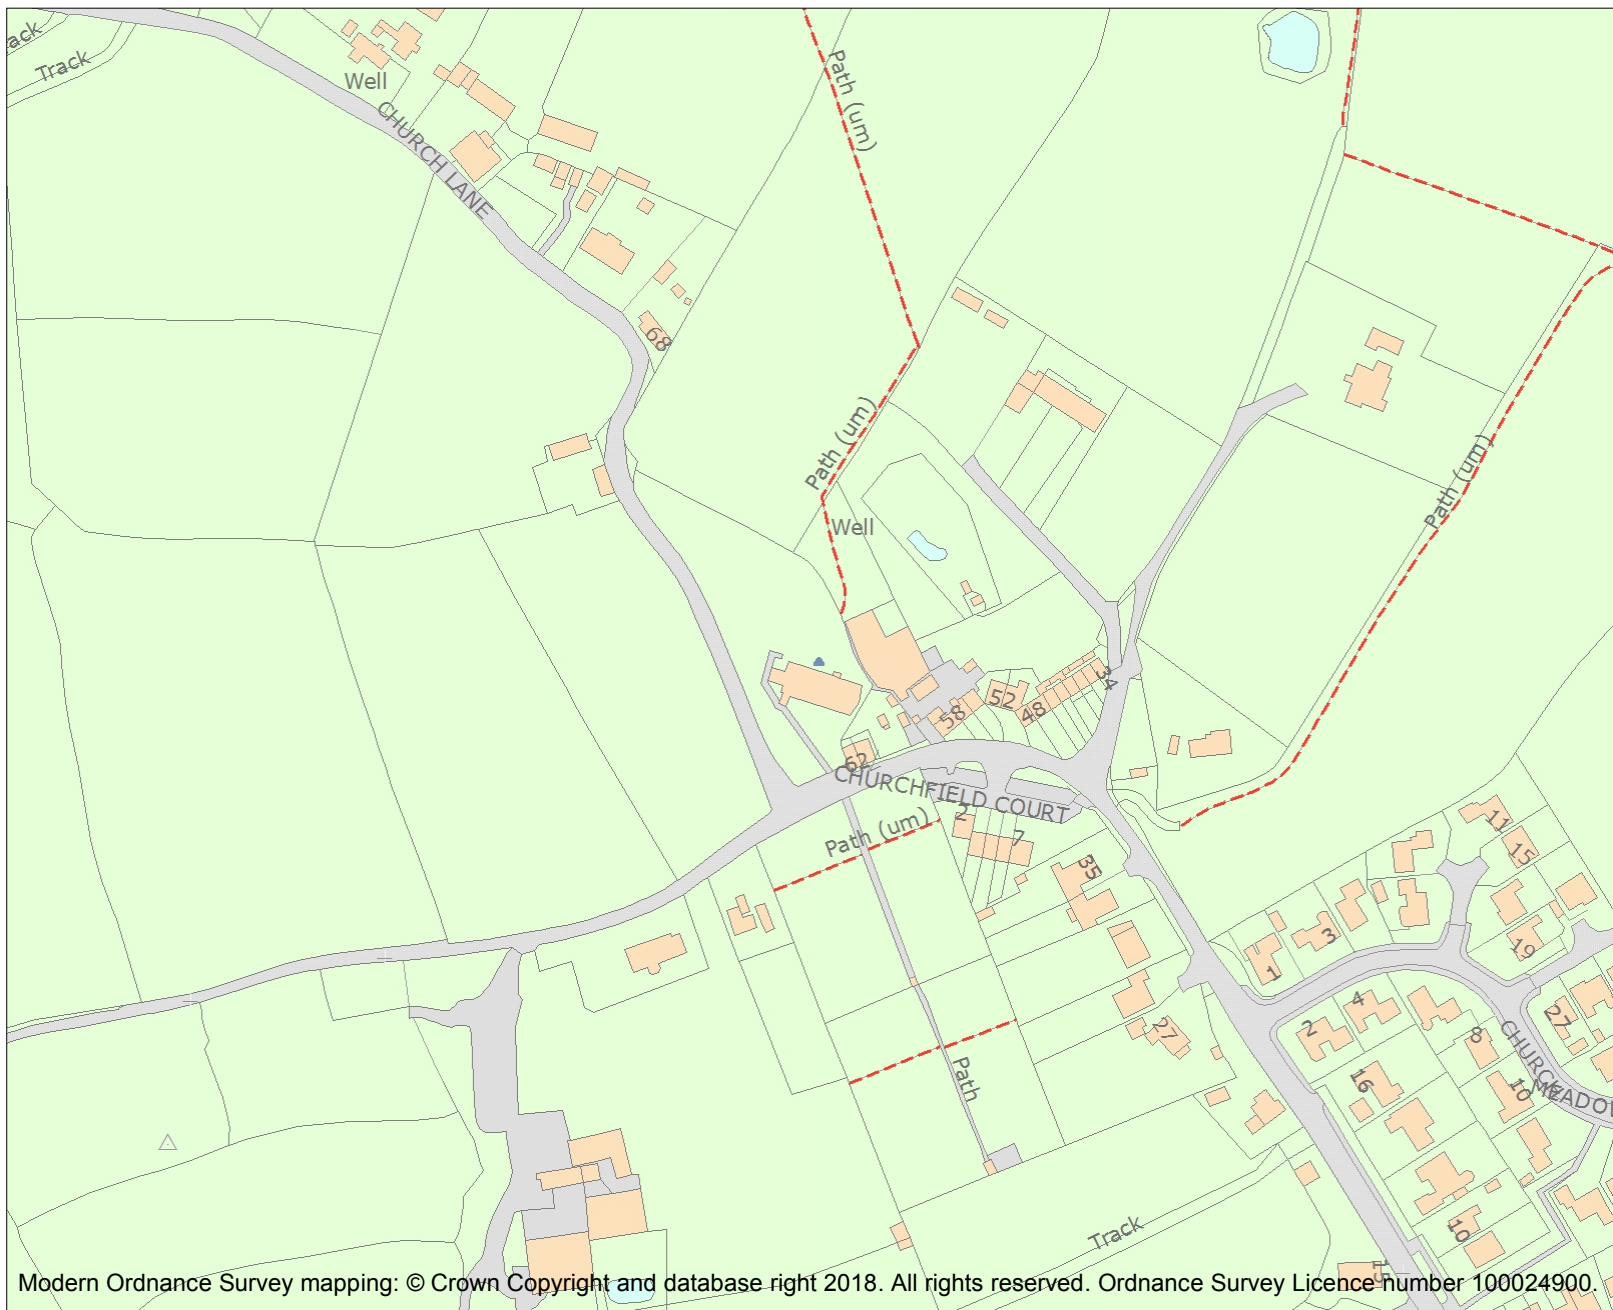 ack
Track
Well
CHURCH LANE
Path (um)
68
Path (um)
Path (um)
Well
34
52
48
58
62
CHURCHFIELD COURT
2
7
Path (um)
35
11
15
3
1
19
27
4
2
8
CHURCH
MEADOW
10
16
27
Path
10
Track
15
Modern Ordnance Survey mapping: © Crown Copyright and database right 2018. All rights reserved. Ordnance Survey Licence number 100024900.